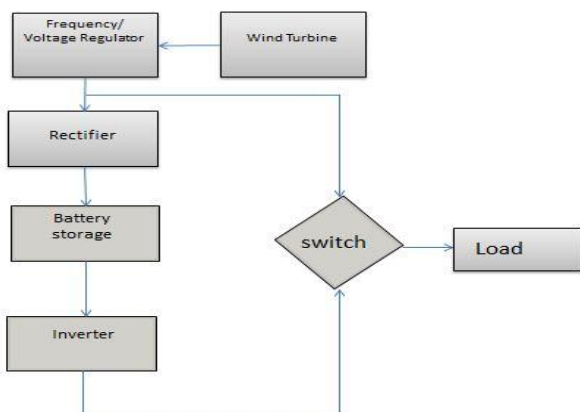 Frequency/
Voltage Regulator
Wind Turbine
Rectifier
Battery
storage
switch
Load
Inverter